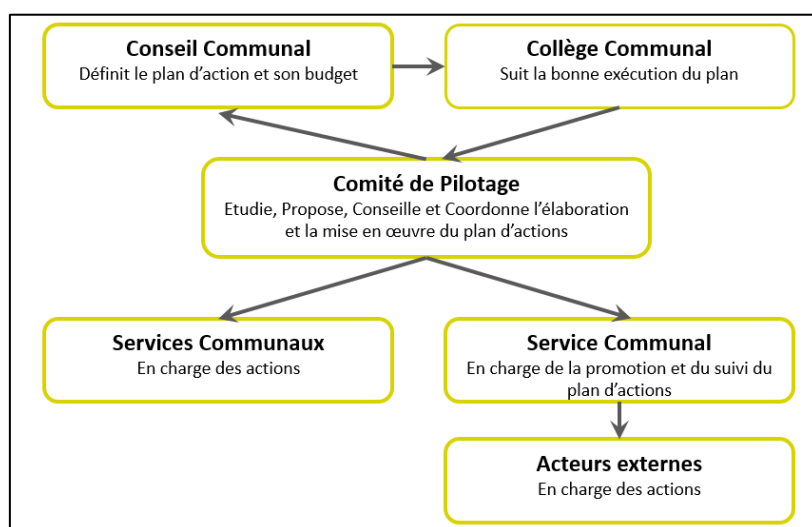 Conseil Communal
Définit le plan d’action et son budget
Collège Communal
Suit la bonne exécution du plan
Comité de Pilotage
Etudie, Propose, Conseille et Coordonne l’élaboration
et la mise en œuvre du plan d’actions
Services Communaux
En charge des actions
Service Communal
En charge de la promotion et du suivi du
plan d’actions
Acteurs externes
En charge des actions